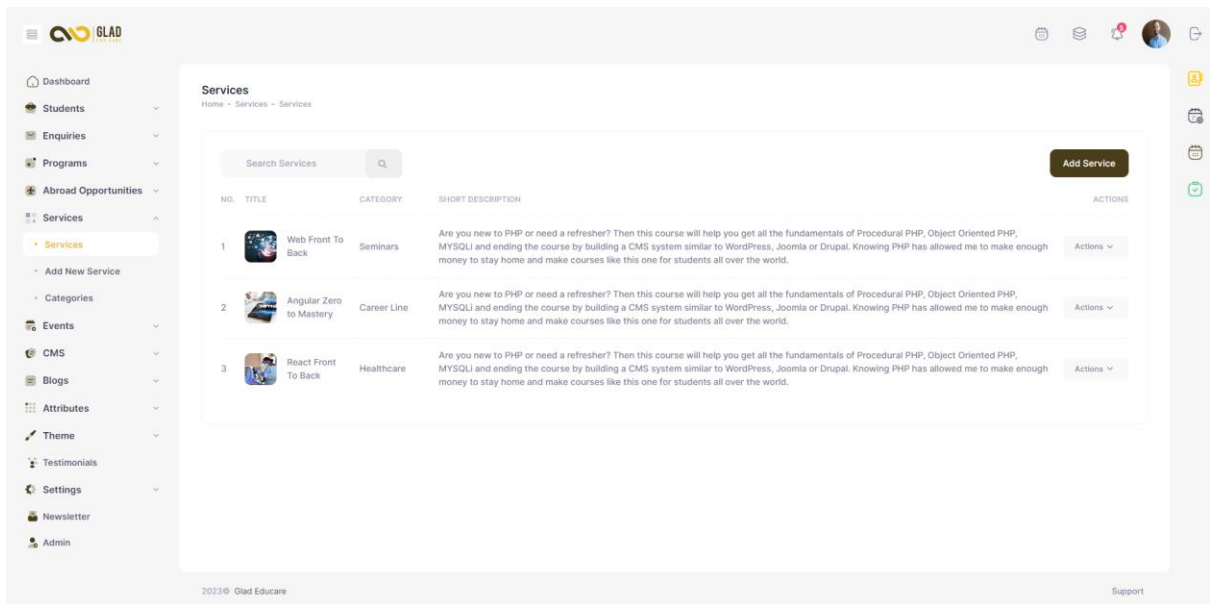 GLAD
5
Dashboard
Students
Enquiries
Programs
Abroad Opportunities
Services
Services
Add New Service
Categories
Events
CMS
Blogs
Attributes
Theme
Testimonials
Settings
Newsletter
Admin
Services
Home - Services - Services
Search Services
Add Service
NO. TITLE CATEGORY SHORT DESCRIPTION ACTIONS
1 Web Front To Back Seminars
Are you new to PHP or need a refresher? Then this course will help you get all the fundamentals of Procedural PHP, Object Oriented PHP,
MYSQLi and ending the course by building a CMS system similar to WordPress, Joomla or Drupal. Knowing PHP has allowed me to make enough
money to stay home and make courses like this one for students all over the world.
Actions
2 Angular Zero to Mastery Career Line
Are you new to PHP or need a refresher? Then this course will help you get all the fundamentals of Procedural PHP, Object Oriented PHP,
MYSQLi and ending the course by building a CMS system similar to WordPress, Joomla or Drupal. Knowing PHP has allowed me to make enough
money to stay home and make courses like this one for students all over the world.
Actions
3 React Front To Back Healthcare
Are you new to PHP or need a refresher? Then this course will help you get all the fundamentals of Procedural PHP, Object Oriented PHP,
MYSQLi and ending the course by building a CMS system similar to WordPress, Joomla or Drupal. Knowing PHP has allowed me to make enough
money to stay home and make courses like this one for students all over the world.
Actions
2023© Glad Educare
Support